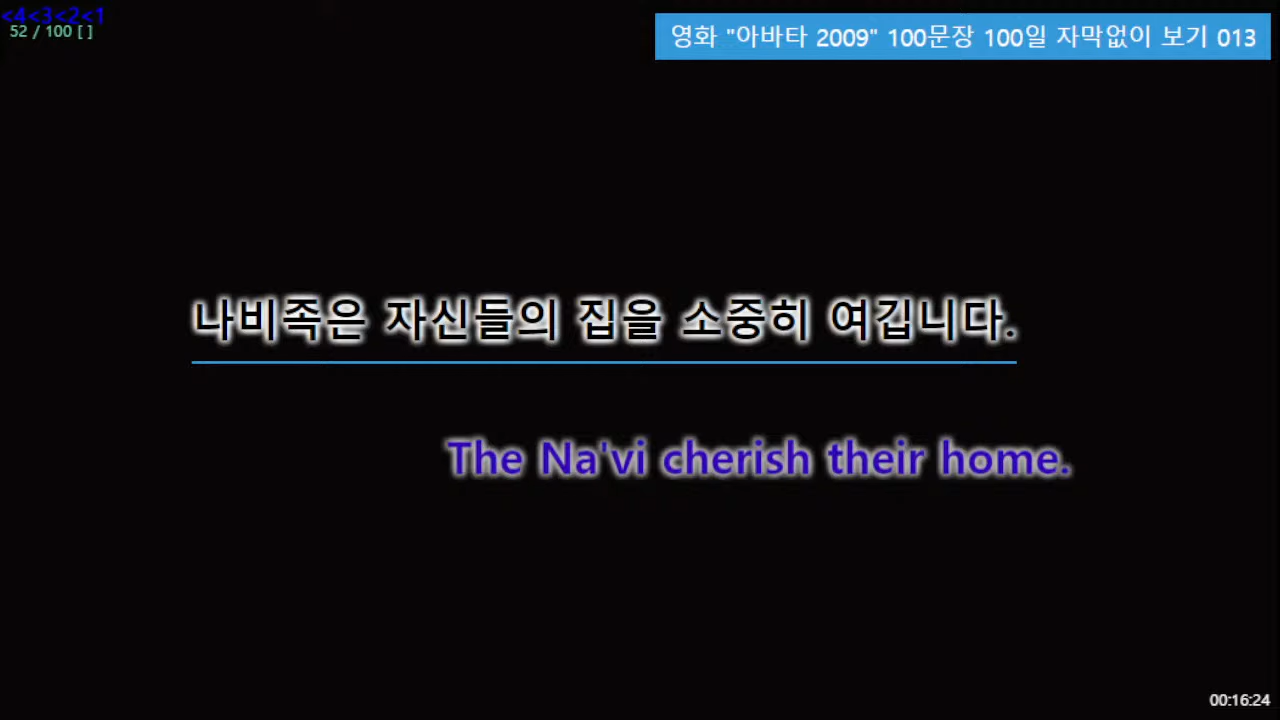 <4<3<2<1
52 / 100 [ ]
영화 "아바타 2009" 100문장 100일 자막없이 보기 013
나비족은 자신들의 집을 소중히 여깁니다.
The Na'vi cherish their home.
00:16:24